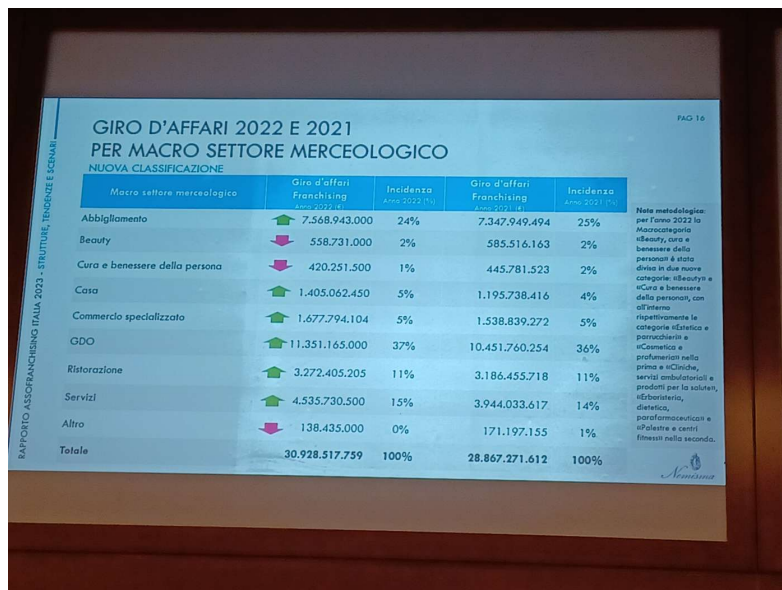 PAG 16
GIRO D'AFFARI 2022 E 2021
PER MACRO SETTORE MERCEOLOGICO
NUOVA CLASSIFICAZIONE
RAPPORTO ASSOFRANCHISING ITALIA 2023 - STRUTTURE, TENDENZE E SCENARI
Macro settore merceologico Giro d'affari Franchising Anno 2022 (€) Incidenza Anno 2022 (%) Giro d'affari Franchising Anno 2021 (€) Incidenza Anno 2021 (%)
Abbigliamento 7.568.943.000 24% 7.347.949.494 25%
Beauty 558.731.000 2% 585.516.163 2%
Cura e benessere della persona 420.251.500 1% 445.781.523 2%
Casa 1.405.062.450 5% 1.195.738.416 4%
Commercio specializzato 1.677.794.104 5% 1.538.839.272 5%
GDO 11.351.165.000 37% 10.451.760.254 36%
Ristorazione 3.272.405.205 11% 3.186.455.718 11%
Servizi 4.535.730.500 15% 3.944.033.617 14%
Altro 138.435.000 0% 171.197.155 1%
Totale 30.928.517.759 100% 28.867.271.612 100%
Note metodologica:
per l'anno 2022 la
Macrocategoria
«Beauty, cura e
benessere della
persona» è stata
divisa in due nuove
categorie: «Beauty» e
«Cura e benessere
della persona», con
all'interno
rispettivamente le
categorie «Estetica e
parrucchieri» e
«Cosmetica e
profumeria» nella
prima e «Cliniche,
servizi ambulatoriali e
prodotti per la salute»,
«Erboristeria,
dietetica,
parafarmaceutica» e
«Palestre e centri
fitness» nella seconda.
Nomisma